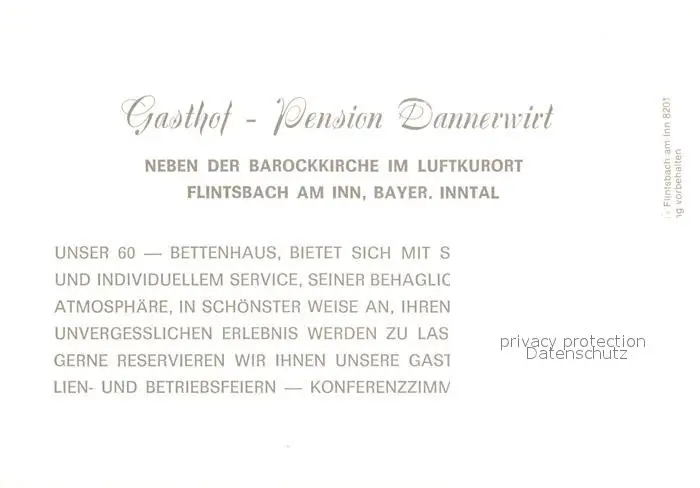 Gasthof - Pension Dannerwirt
NEBEN DER BAROCKKIRCHE IM LUFTKURORT
FLINTSBACH AM INN, BAYER. INNTAL
UNSER 60 — BETTENHAUS, BIETET SICH MIT S
UND INDIVIDUELLEM SERVICE, SEINER BEHAGLIC
ATMOSPHÄRE, IN SCHÖNSTER WEISE AN, IHREN
UNVERGESSLICHEN ERLEBNIS WERDEN ZU LAS
GERNE RESERVIEREN WIR IHNEN UNSERE GAST
LIEN- UND BETRIEBSFEIERN — KONFERENZZIMM
privacy protection
Datenschutz
Flintsbach am Inn 8201
ng vorbehalten